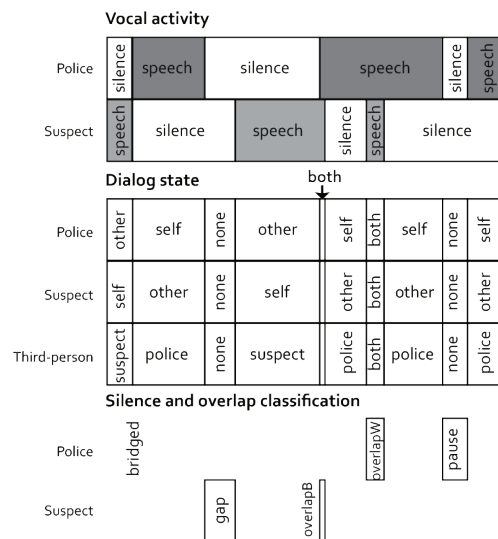 Vocal activity
Police silence speech silence speech silence speech
Suspect speech silence speech silence speech silence
Dialog state
both
Police other self none other self both self none self
Suspect self other none self other both other none other
Third-person suspect police none suspect police both police none police
Silence and overlap classification
Police bridged overlapW pause
Suspect gap overlapB